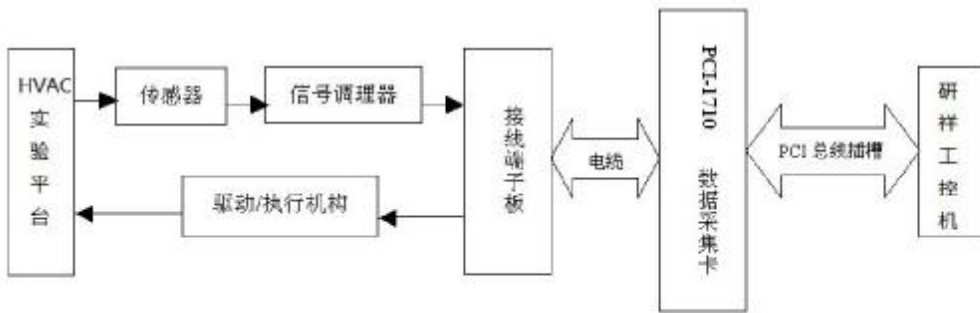 HVAC
实验平台
传感器
信号调理器
驱动/执行机构
接线端子板
电缆
PCI-1710 数据采集卡
PCI 总线插槽
研祥工控机